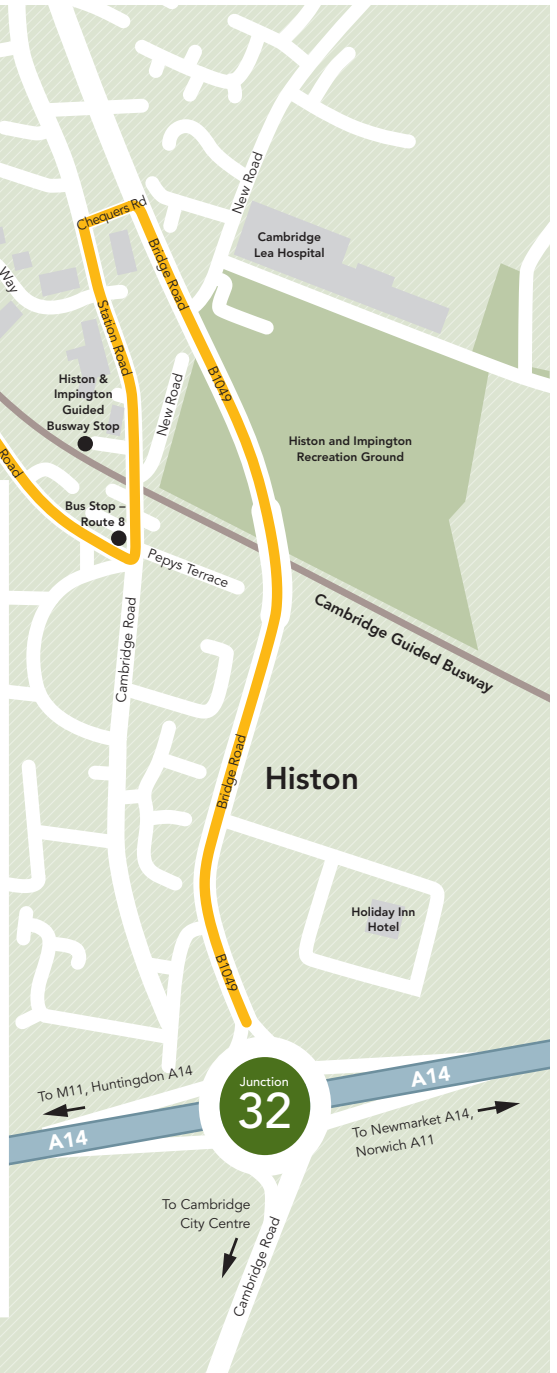 New Road
Chequers Rd
Cambridge
Lea Hospital
Bridge Road
Way
Station Road
B1049
Histon &
Impington
Guided
Busway Stop
New Road
Histon and Impington
Recreation Ground
Road
Bus Stop –
Route 8
Pepys Terrace
Cambridge Road
Cambridge Guided Busway
Bridge Road
Histon
Holiday Inn
Hotel
B1049
Junction
32
To M11, Huntingdon A14
A14
A14
To Newmarket A14,
Norwich A11
To Cambridge
City Centre
Cambridge Road